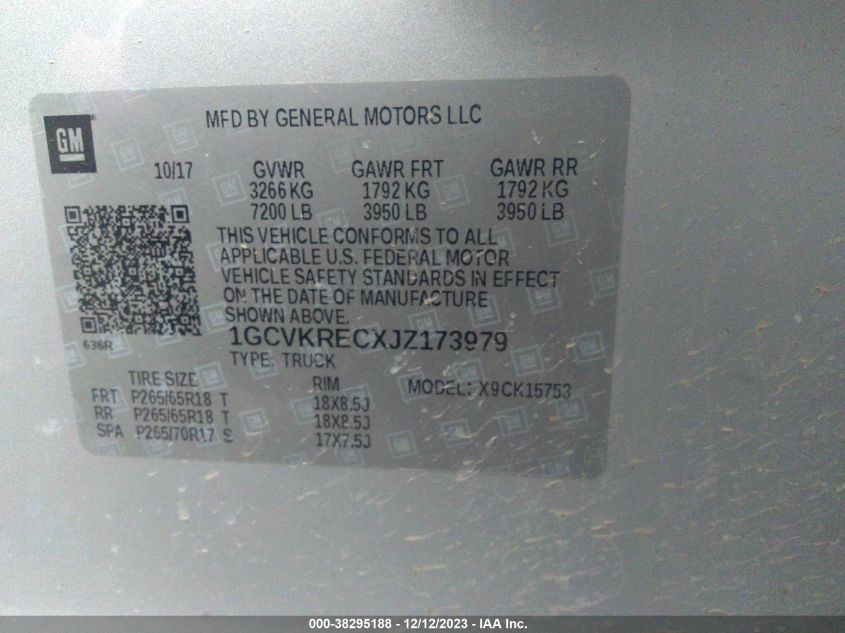 MFD BY GENERAL MOTORS LLC
GM
10/17 GVWR GAWR FRT GAWR RR
3266 KG 1792 KG 1792 KG
7200 LB 3950 LB 3950 LB
THIS VEHICLE CONFORMS TO ALL
APPLICABLE U.S. FEDERAL MOTOR
VEHICLE SAFETY STANDARDS IN EFFECT
ON THE DATE OF MANUFACTURE
SHOWN ABOVE.
636R
1GCVKRECXJZ173979
TYPE: TRUCK
TIRE SIZE RIM MODEL: X9CK15753
FRT P265/65R18 T 18X8.5J
RR P265/65R18 T 18X8.5J
SPA P265/70R17 S 17X7.5J
000-38295188 - 12/12/2023 - IAA Inc.